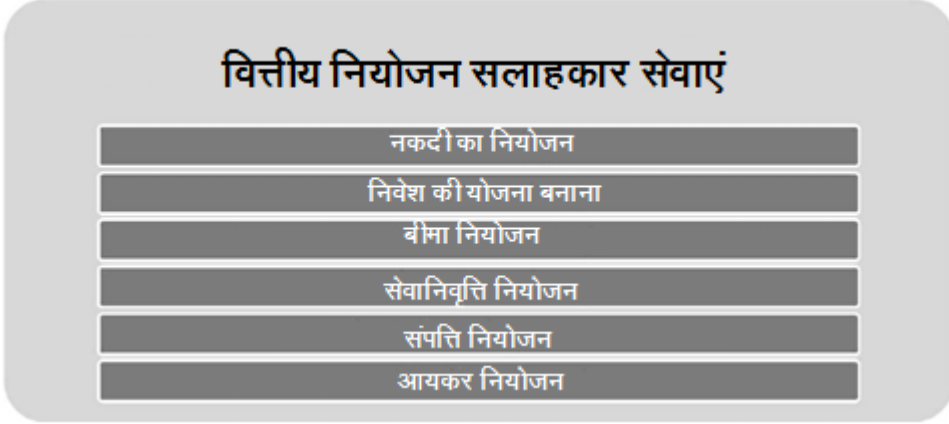 वित्तीय नियोजन सलाहकार सेवाएं
नकदी का नियोजन
निवेश की योजना बनाना
बीमा नियोजन
सेवानिवृत्ति नियोजन
संपत्ति नियोजन
आयकर नियोजन